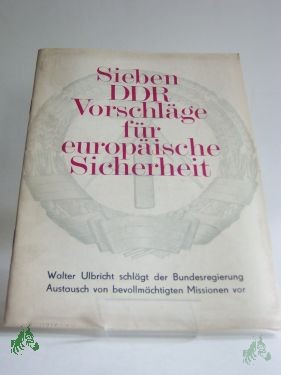 Sieben
DDR
Vorschläge
für
europäische
Sicherheit
Walter Ulbricht schlägt der Bundesregierung
Austausch von bevollmächtigten Missionen vor